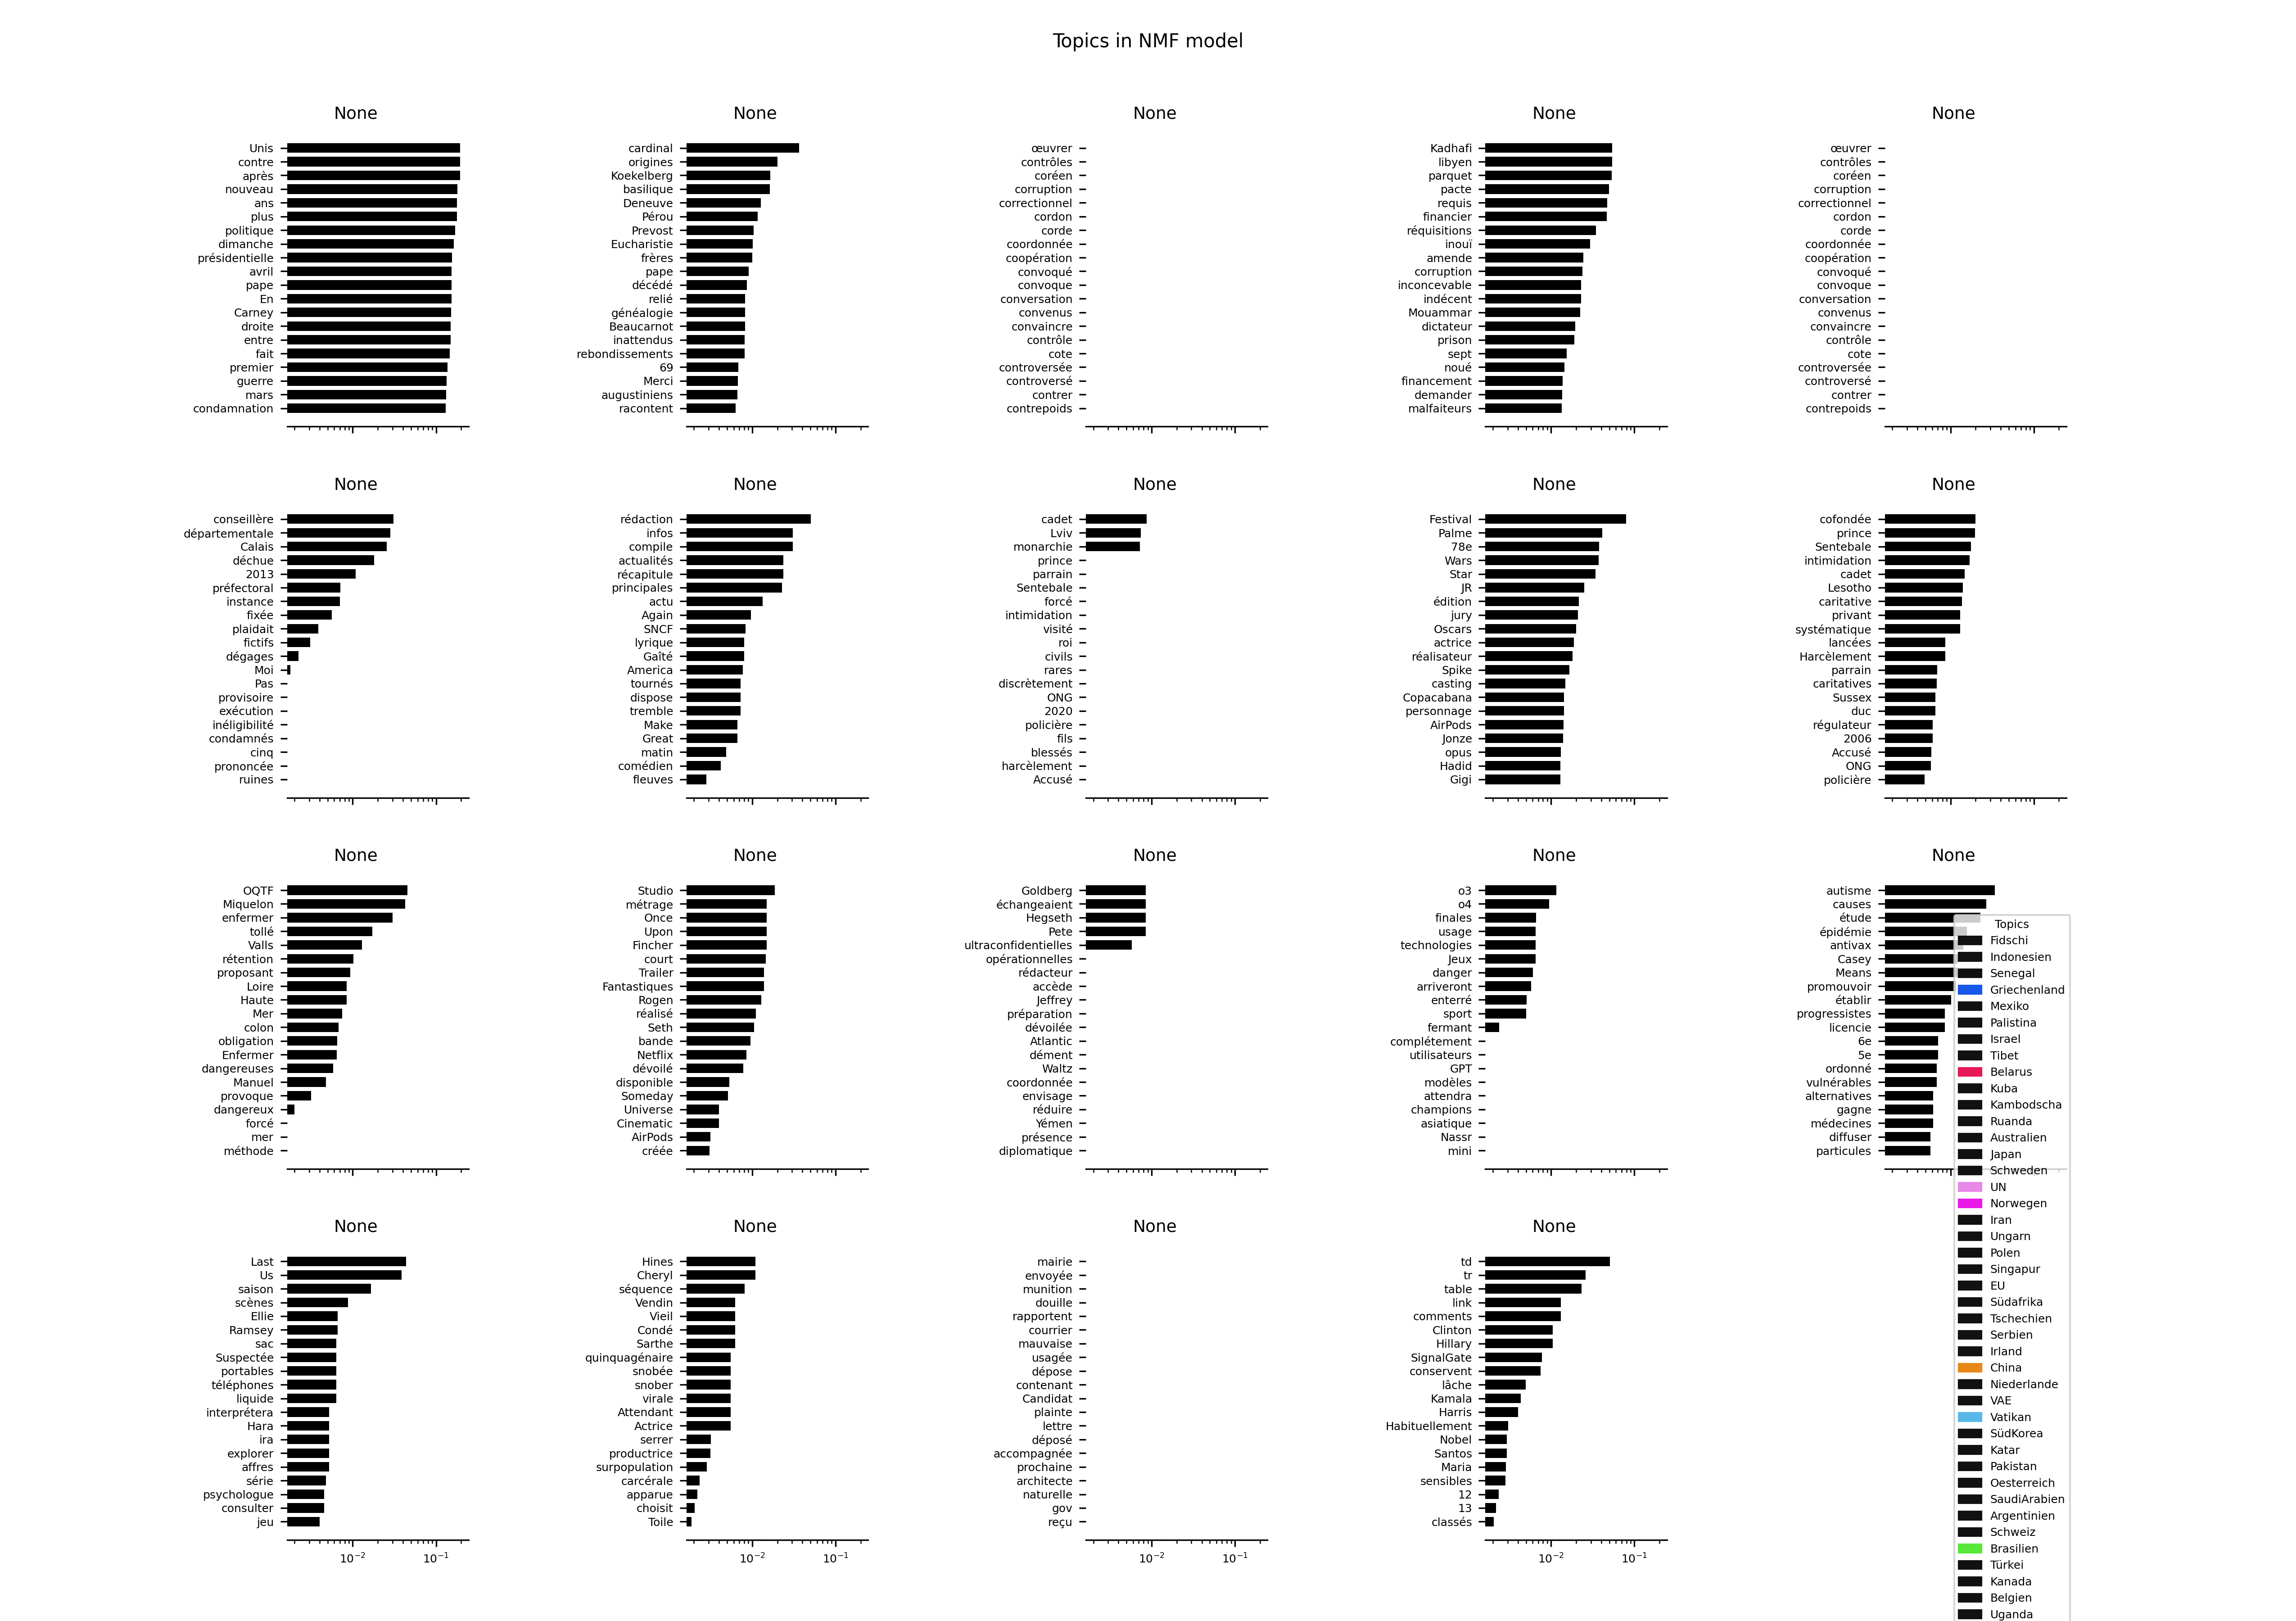 Topics in NMF model
None
Unis
contre
après
nouveau
ans
plus
politique
dimanche
présidentielle
avril
pape
En
Carney
droite
entre
fait
premier
guerre
mars
condamnation
None
cardinal
origines
Koekelberg
basilique
Deneuve
Pérou
Prevost
Eucharistie
frères
pape
décédé
relié
généalogie
Beaucarnot
inattendus
rebondissements
69
Merci
augustiniens
racontent
None
œuvrer
contrôles
coréen
corruption
correctionnel
cordon
corde
coordonnée
coopération
convoqué
convoque
conversation
convenus
convaincre
contrôle
cote
controversée
controversé
contrer
contrepoids
None
Kadhafi
libyen
parquet
pacte
requis
financier
réquisitions
inouï
amende
corruption
inconcevable
indécent
Mouammar
dictateur
prison
sept
noué
financement
demander
malfaiteurs
None
œuvrer
contrôles
coréen
corruption
correctionnel
cordon
corde
coordonnée
coopération
convoqué
convoque
conversation
convenus
convaincre
contrôle
cote
controversée
controversé
contrer
contrepoids
None
conseillère
départementale
Calais
déchue
2013
préfectoral
instance
fixée
plaidait
fictifs
dégages
Moi
Pas
provisoire
exécution
inéligibilité
condamnés
cinq
prononcée
ruines
None
rédaction
infos
compile
actualités
récapitule
principales
actu
Again
SNCF
lyrique
Gaîté
America
tournés
dispose
tremble
Make
Great
matin
comédien
fleuves
None
cadet
Lviv
monarchie
prince
parrain
Sentebale
forcé
intimidation
visité
roi
civils
rares
discrètement
ONG
2020
policière
fils
blessés
harcèlement
Accusé
None
Festival
Palme
78e
Wars
Star
JR
édition
jury
Oscars
actrice
réalisateur
Spike
casting
Copacabana
personnage
AirPods
Jonze
opus
Hadid
Gigi
None
cofondée
prince
Sentebale
intimidation
cadet
Lesotho
caritative
privant
systématique
lancées
Harcèlement
parrain
caritatives
Sussex
duc
régulateur
2006
Accusé
ONG
policière
None
OQTF
Miquelon
enfermer
tollé
Valls
rétention
proposant
Loire
Haute
Mer
colon
obligation
Enfermer
dangereuses
Manuel
provoque
dangereux
forcé
mer
méthode
None
Studio
métrage
Once
Upon
Fincher
court
Trailer
Fantastiques
Rogen
réalisé
Seth
bande
Netflix
dévoilé
disponible
Someday
Universe
Cinematic
AirPods
créée
None
Goldberg
échangeaient
Hegseth
Pete
ultraconfidentielles
opérationnelles
rédacteur
accède
Jeffrey
préparation
dévoilée
Atlantic
dément
Waltz
coordonnée
envisage
réduire
Yémen
présence
diplomatique
None
o3
o4
finales
usage
technologies
Jeux
danger
arriveront
enterré
sport
fermant
complétement
utilisateurs
GPT
modèles
attendra
champions
asiatique
Nassr
mini
None
autisme
causes
étude
épidémie
antivax
Casey
Means
promouvoir
établir
progressistes
licencie
6e
5e
ordonné
vulnérables
alternatives
gagne
médecines
diffuser
particules
None
Last
Us
saison
scènes
Ellie
Ramsey
sac
Suspectée
portables
téléphones
liquide
interprétera
Hara
ira
explorer
affres
série
psychologue
consulter
jeu
10⁻² 10⁻¹
None
Hines
Cheryl
séquence
Vendin
Vieil
Condé
Sarthe
quinquagénaire
snobée
snober
virale
Attendant
Actrice
serrer
productrice
surpopulation
carcérale
apparue
choisit
Toile
10⁻² 10⁻¹
None
mairie
envoyée
munition
douille
rapportent
courrier
mauvaise
usagée
dépose
contenant
Candidat
plainte
lettre
déposé
accompagnée
prochaine
architecte
naturelle
gov
reçu
10⁻² 10⁻¹
None
td
tr
table
link
comments
Clinton
Hillary
SignalGate
conservent
lâche
Kamala
Harris
Habituellement
Nobel
Santos
Maria
sensibles
12
13
classés
10⁻² 10⁻¹
Topics
Fidschi
Indonesien
Senegal
Griechenland
Mexiko
Palistina
Israel
Tibet
Belarus
Kuba
Kambodscha
Ruanda
Australien
Japan
Schweden
UN
Norwegen
Iran
Ungarn
Polen
Singapur
EU
Südafrika
Tschechien
Serbien
Irland
China
Niederlande
VAE
Vatikan
SüdKorea
Katar
Pakistan
Oesterreich
SaudiArabien
Argentinien
Schweiz
Brasilien
Türkei
Kanada
Belgien
Uganda